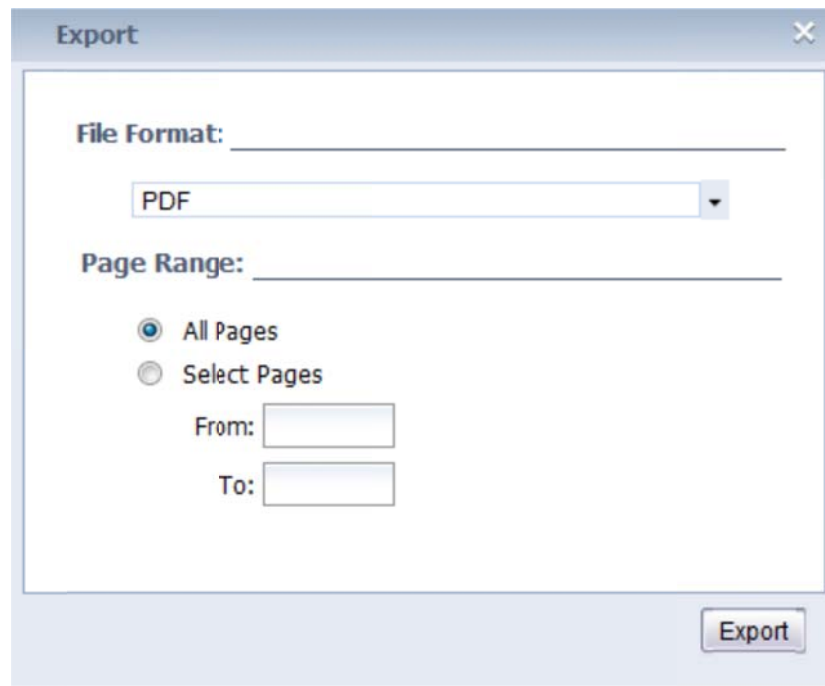 Export
File Format:
PDF
Page Range:
All Pages
Select Pages
From:
To:
Export